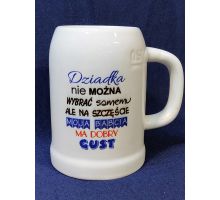 Dziadka
nie MOŻNA
WYBRAĆ samemu
ALE NA SZCZĘŚCIE
MOJA BABCIA
MA DOBRY
GUST